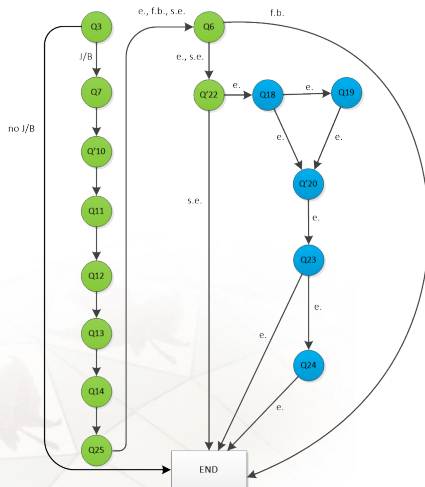 Q3
e., f.b., s.e.
Q6
f.b.
J/B
e., s.e.
Q7
Q'22
e.
Q18
e.
Q19
no J/B
Q'10
e.
e.
Q'20
Q11
s.e.
e.
Q12
Q23
e.
e.
Q13
Q24
Q14
e.
Q25
END